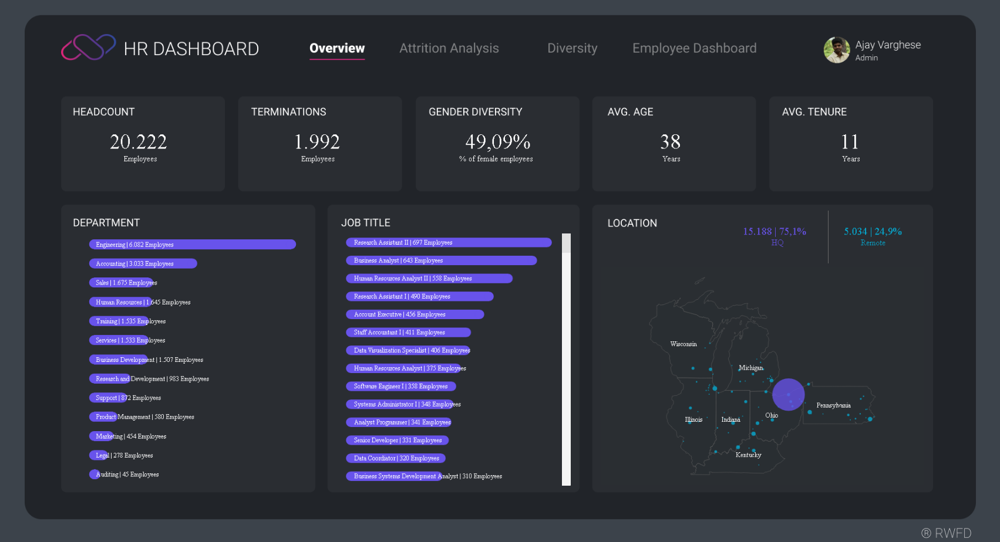 HR DASHBOARD
Overview
Attrition Analysis
Diversity
Employee Dashboard
Ajay Varghese
Admin
HEADCOUNT
20.222
Employees
TERMINATIONS
1.992
Employees
GENDER DIVERSITY
49,09%
% of female employees
AVG. AGE
38
Years
AVG. TENURE
11
Years
DEPARTMENT
Engineering | 6.082 Employees
Accounting | 3.033 Employees
Sales | 1.675 Employees
Human Resources | 1.645 Employees
Training | 1.535 Employees
Services | 1.533 Employees
Business Development | 1.507 Employees
Research and Development | 983 Employees
Support | 872 Employees
Product Management | 580 Employees
Marketing | 454 Employees
Legal | 278 Employees
Auditing | 45 Employees
JOB TITLE
Research Assistant II | 697 Employees
Business Analyst | 643 Employees
Human Resources Analyst II | 558 Employees
Research Assistant I | 490 Employees
Account Executive | 456 Employees
Staff Accountant I | 411 Employees
Data Visualization Specialist | 406 Employees
Human Resources Analyst | 375 Employees
Software Engineer I | 358 Employees
Systems Administrator I | 348 Employees
Analyst Programmer | 341 Employees
Senior Developer | 331 Employees
Data Coordiator | 320 Employees
Business Systems Development Analyst | 310 Employees
LOCATION
15.188 | 75,1%
HQ
5.034 | 24,9%
Remote
Wisconsin
Michigan
Pennsylvania
Ohio
Illinois
Indiana
Kentucky
® RWFD